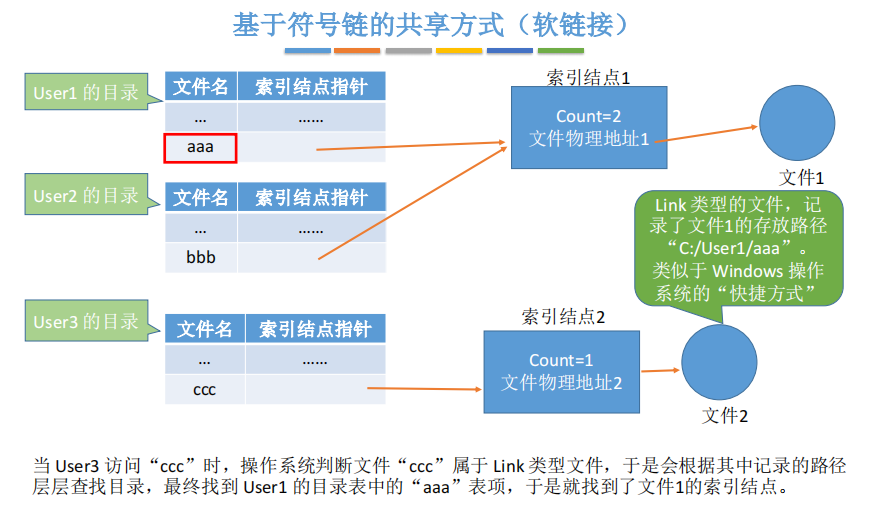 基于符号链的共享方式（软链接）
User1 的目录
文件名 索引结点指针
... ......
aaa
索引结点1
Count=2
文件物理地址1
文件1
User2 的目录
文件名 索引结点指针
... ......
bbb
Link 类型的文件，记
录了文件1的存放路径
“C:/User1/aaa”。
类似于 Windows 操作
系统的“快捷方式”
User3 的目录
文件名 索引结点指针
... ......
ccc
索引结点2
Count=1
文件物理地址2
文件2
当 User3 访问“ccc”时，操作系统判断文件“ccc”属于 Link 类型文件，于是会根据其中记录的路径
层层查找目录，最终找到 User1 的目录表中的“aaa”表项，于是就找到了文件1的索引结点。